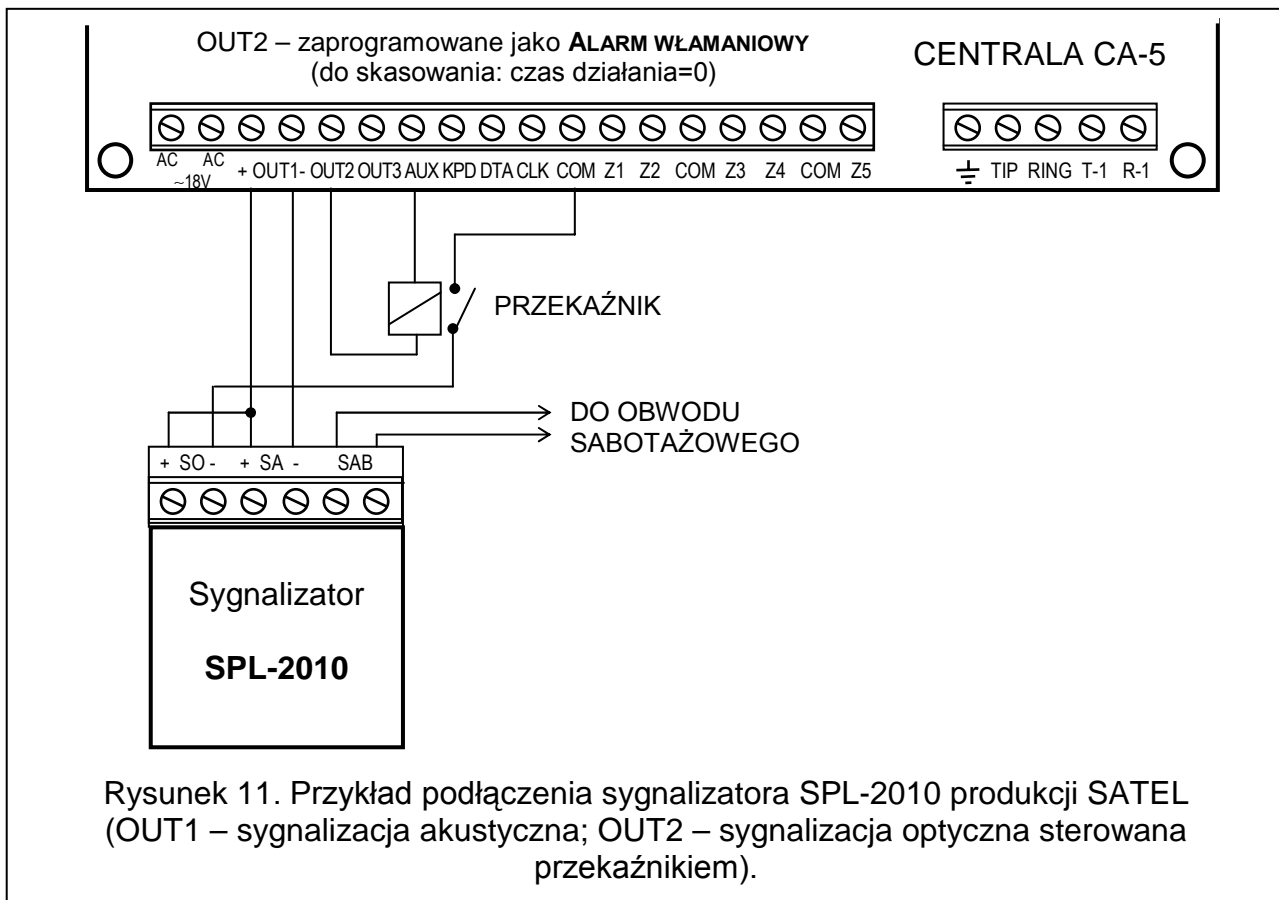 OUT2 – zaprogramowane jako ALARM WŁAMANIOWY
(do skasowania: czas działania=0)
CENTRALA CA-5
AC AC + OUT1- OUT2 OUT3 AUX KPD DTA CLK COM Z1 Z2 COM Z3 Z4 COM Z5
~18V
TIP RING T-1 R-1
PRZEKAŹNIK
DO OBWODU
SABOTAŻOWEGO
+ SO - + SA - SAB
Sygnalizator
SPL-2010
Rysunek 11. Przykład podłączenia sygnalizatora SPL-2010 produkcji SATEL
(OUT1 – sygnalizacja akustyczna; OUT2 – sygnalizacja optyczna sterowana
przekaźnikiem).